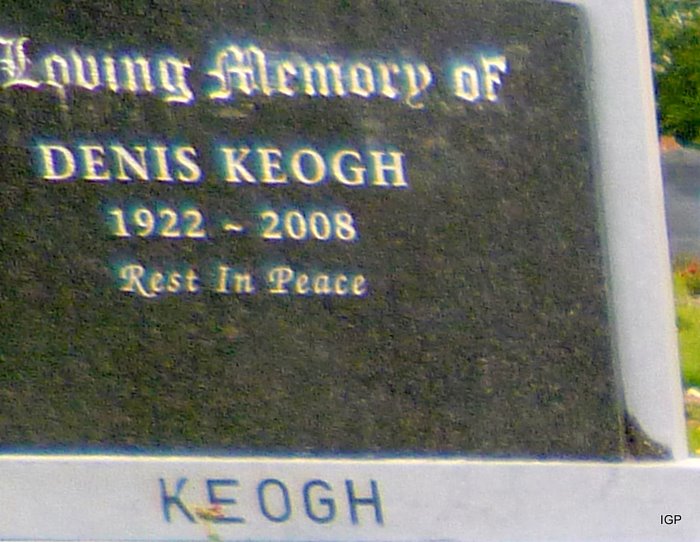 Loving Memory of
DENIS KEOGH
1922 ~ 2008
Rest In Peace
KEOGH
IGP